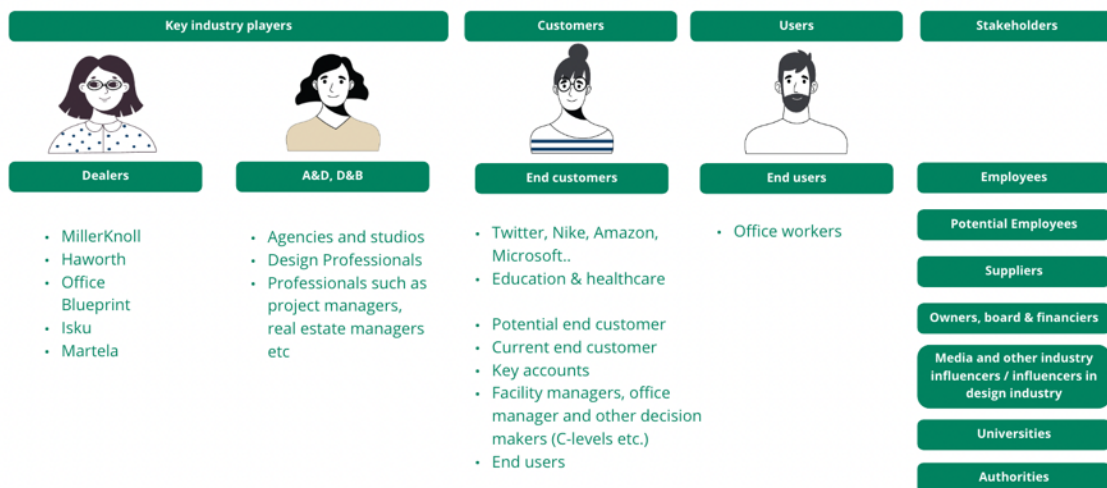 Key industry players
Customers
Users
Stakeholders
Dealers
A&D, D&B
End customers
End users
Employees
• MillerKnoll
• Haworth
• Office
Blueprint
• Isku
• Martela
• Agencies and studios
• Design Professionals
• Professionals such as
project managers,
real estate managers
etc
• Twitter, Nike, Amazon,
Microsoft..
• Education & healthcare
• Potential end customer
• Current end customer
• Key accounts
• Facility managers, office
manager and other decision
makers (C-levels etc.)
• End users
• Office workers
Potential Employees
Suppliers
Owners, board & financiers
Media and other industry
influencers / influencers in
design industry
Universities
Authorities